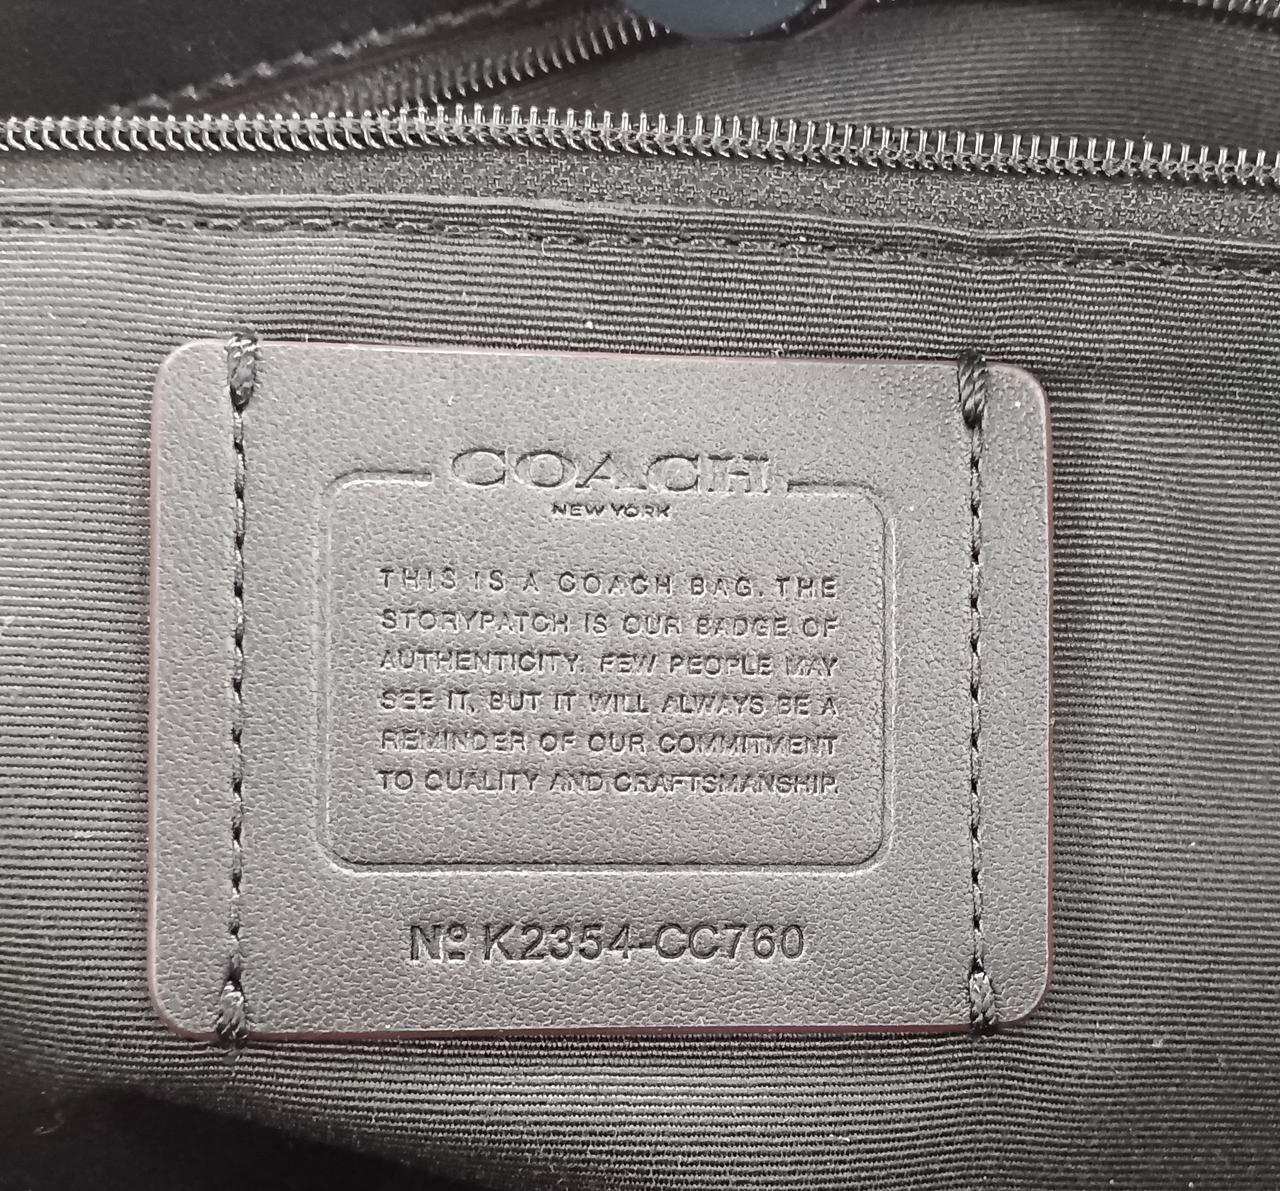 COACH
NEW YORK
THIS IS A COACH BAG. THE
STORYPATCH IS OUR BADGE OF
AUTHENTICITY. FEW PEOPLE MAY
SEE IT, BUT IT WILL ALWAYS BE A
REMINDER OF OUR COMMITMENT
TO QUALITY AND CRAFTSMANSHIP.
Nº K2354-CC760